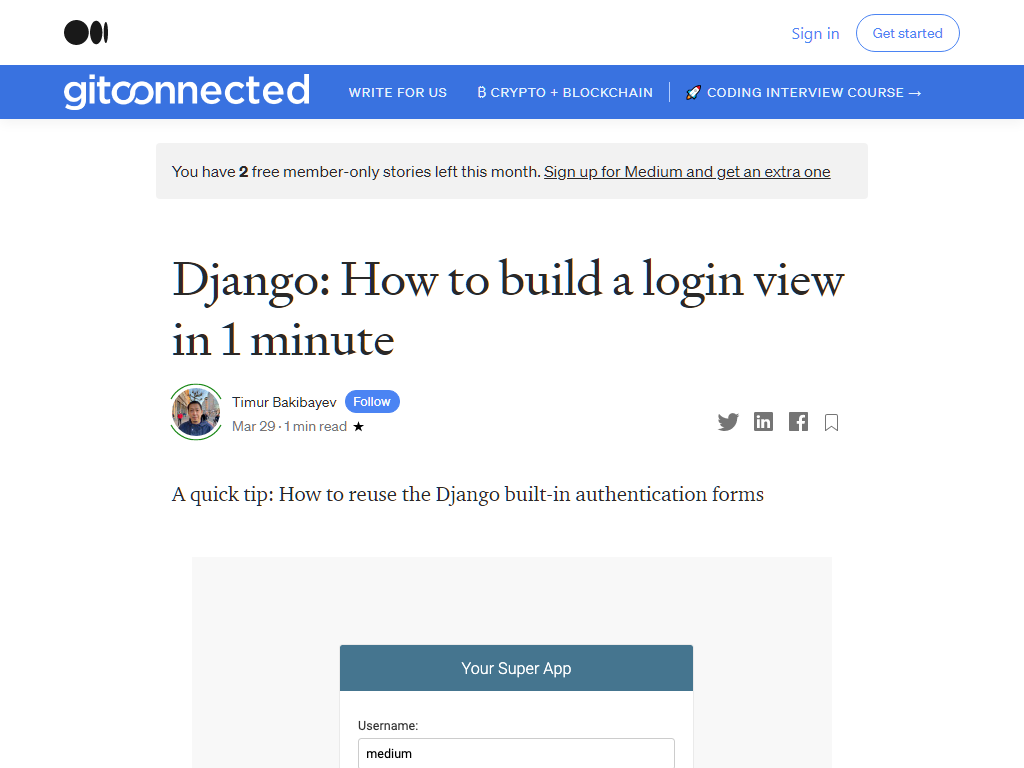 Sign in
Get started
gitconnected
WRITE FOR US
₿ CRYPTO + BLOCKCHAIN
🚀 CODING INTERVIEW COURSE →
You have 2 free member-only stories left this month. Sign up for Medium and get an extra one
Django: How to build a login view
in 1 minute
Timur Bakibayev
Follow
Mar 29 · 1 min read ★
A quick tip: How to reuse the Django built-in authentication forms
Your Super App
Username:
medium